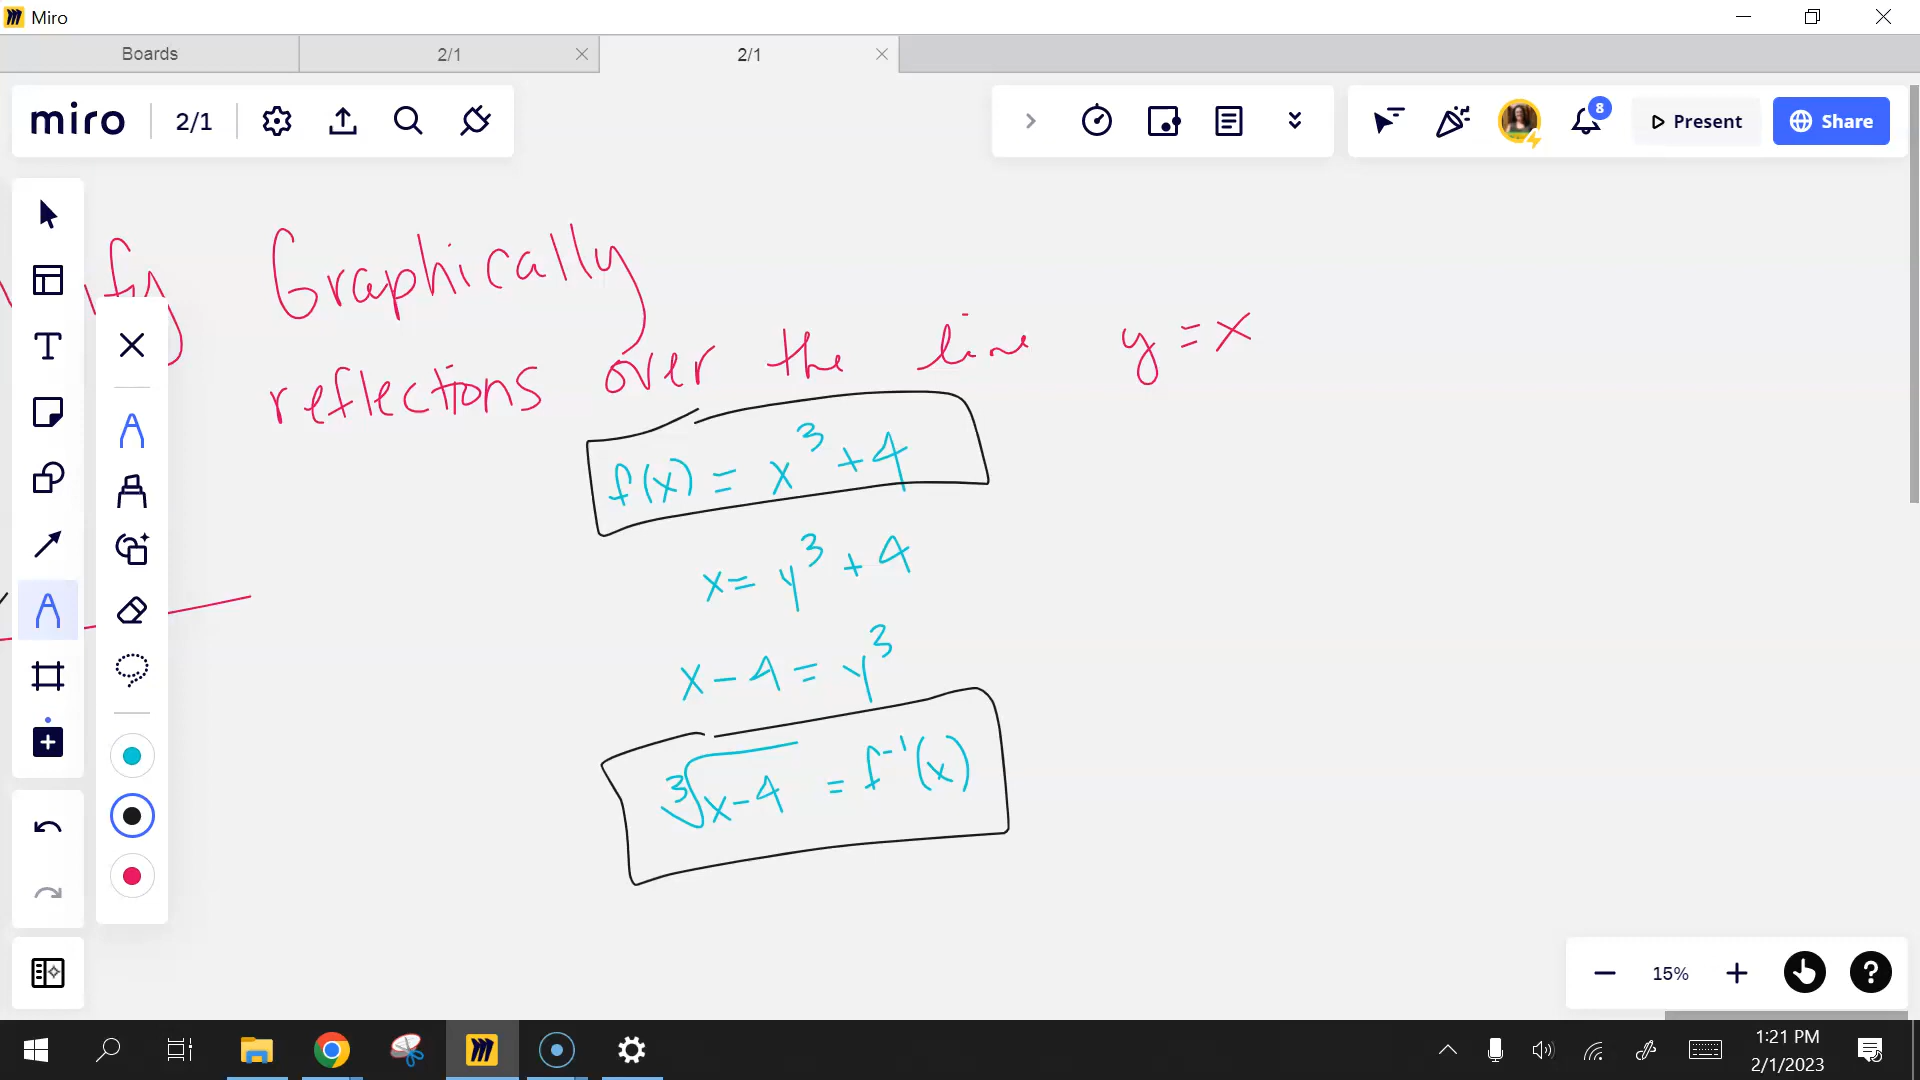 Miro
Boards
2/1
2/1
miro
2/1
8
Present
Share
Graphically
reflections over the line y = x
f(x) = x³ + 4
x = y³ + 4
x - 4 = y³
∛x-4 = f⁻¹(x)
15%
1:21 PM
2/1/2023